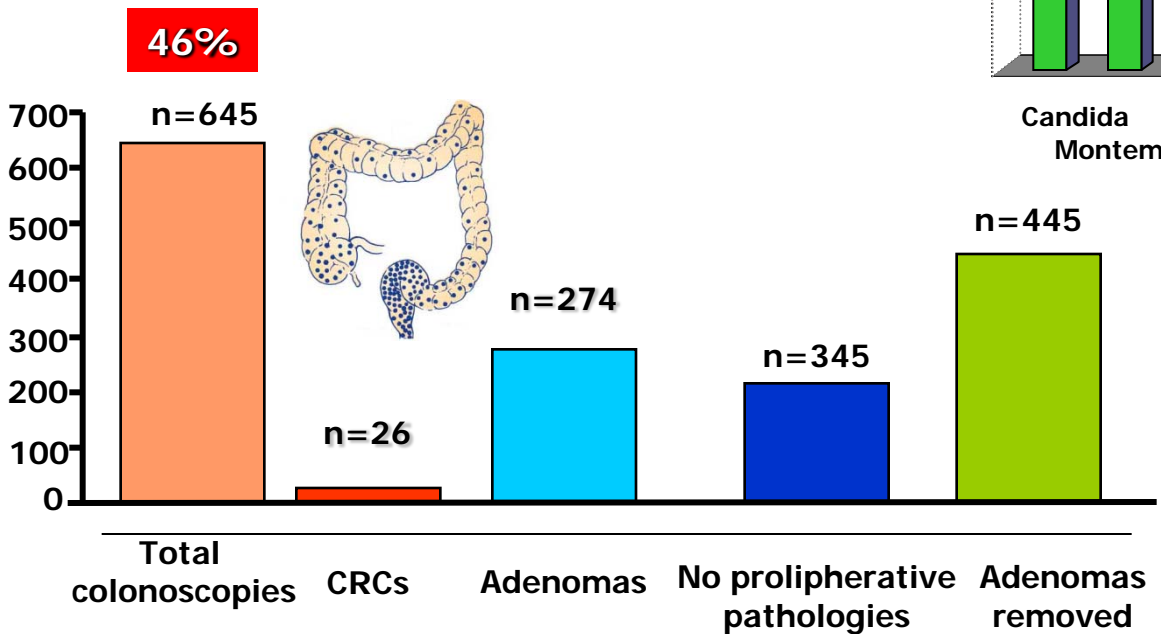 46%
Candida
Montem
700
600
500
400
300
200
100
0
n=645
n=26
n=274
n=345
n=445
Total
colonoscopies
CRCs
Adenomas
No prolipherative
pathologies
Adenomas
removed